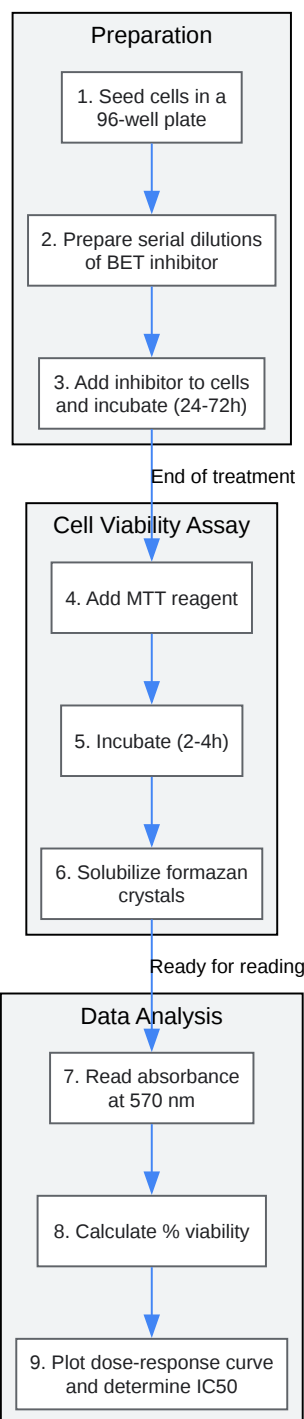 Preparation
1. Seed cells in a
96-well plate
2. Prepare serial dilutions
of BET inhibitor
3. Add inhibitor to cells
and incubate (24-72h)
End of treatment
Cell Viability Assay
4. Add MTT reagent
5. Incubate (2-4h)
6. Solubilize formazan
crystals
Ready for reading
Data Analysis
7. Read absorbance
at 570 nm
8. Calculate % viability
9. Plot dose-response curve
and determine IC50